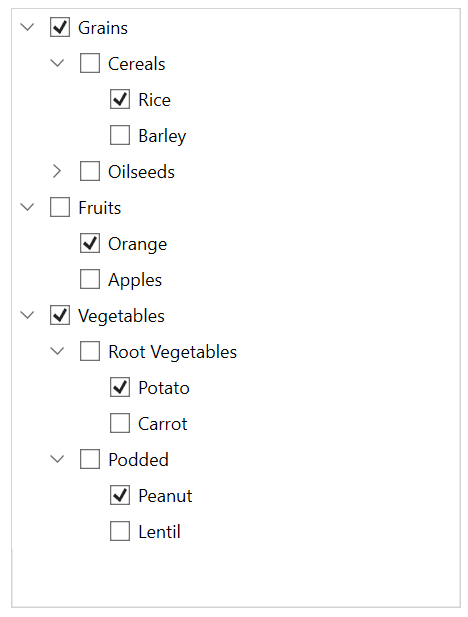 Grains
Cereals
Rice
Barley
Oilseeds
Fruits
Orange
Apples
Vegetables
Root Vegetables
Potato
Carrot
Podded
Peanut
Lentil